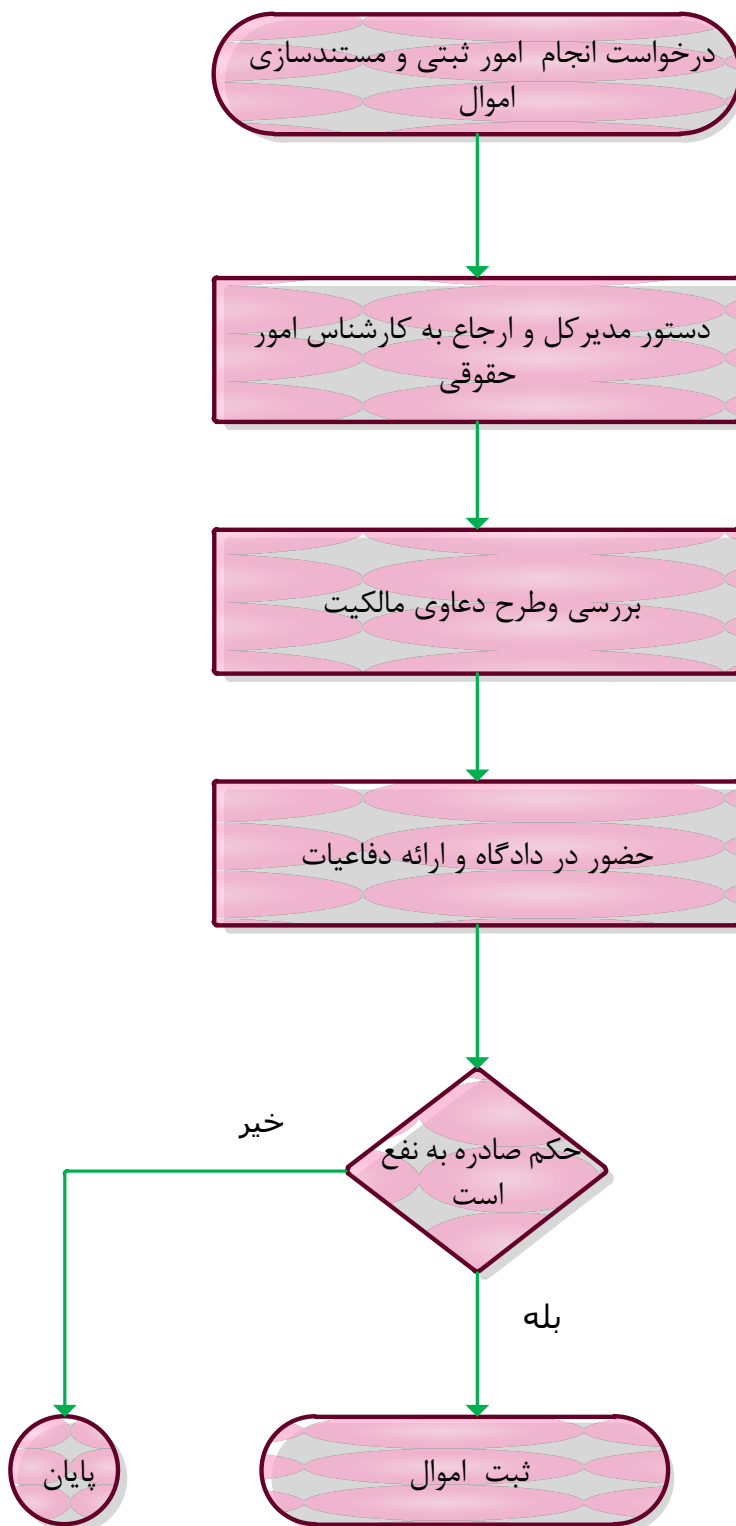 درخواست انجام امور ثبتی و مستندسازی
اموال
دستور مدیرکل و ارجاع به کارشناس امور
حقوقی
بررسی وطرح دعاوی مالکیت
حضور در دادگاه و ارائه دفاعیات
حکم صادره به نفع
است
خیر
بله
ثبت اموال
پایان